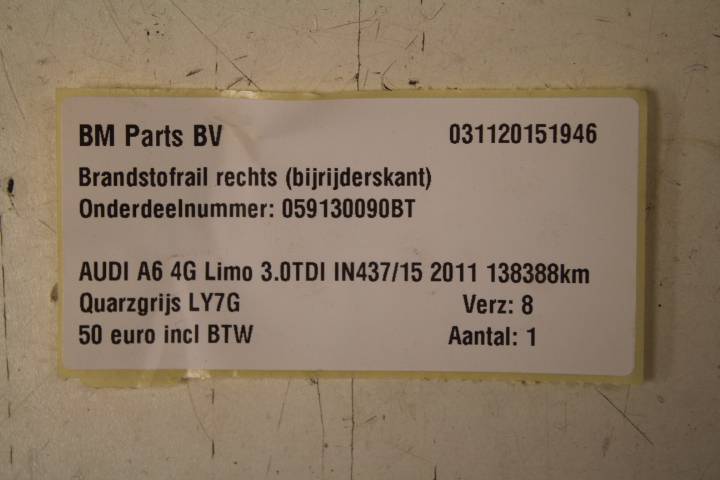 BM Parts BV 031120151946
Brandstofrail rechts (bijrijderskant)
Onderdeelnummer: 059130090BT
AUDI A6 4G Limo 3.0TDI IN437/15 2011 138388km
Quarzgrijs LY7G Verz: 8
50 euro incl BTW Aantal: 1